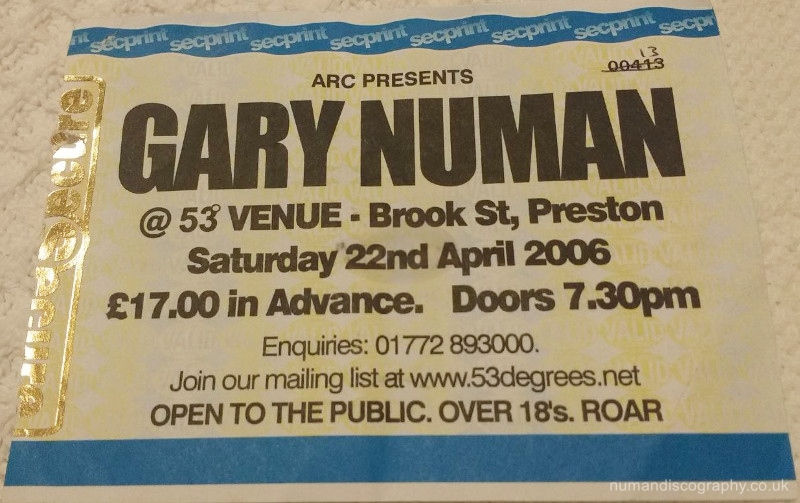 secprint secprint secprint secprint secprint secprint secprint
13
00413
ARC PRESENTS
GARY NUMAN
@ 53° VENUE - Brook St, Preston
Saturday 22nd April 2006
£17.00 in Advance. Doors 7.30pm
Enquiries: 01772 893000.
Join our mailing list at www.53degrees.net
OPEN TO THE PUBLIC. OVER 18's. ROAR
numandiscography.co.uk